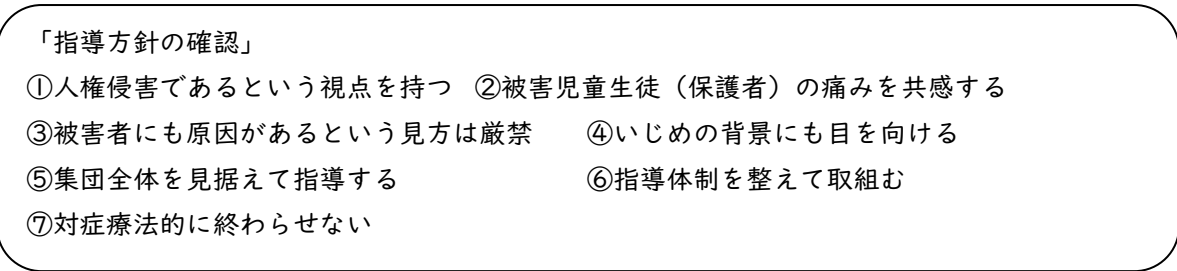 「指導方針の確認」
①人権侵害であるという視点を持つ ②被害児童生徒（保護者）の痛みを共感する
③被害者にも原因があるという見方は厳禁 ④いじめの背景にも目を向ける
⑤集団全体を見据えて指導する ⑥指導体制を整えて取組む
⑦対症療法的に終わらせない